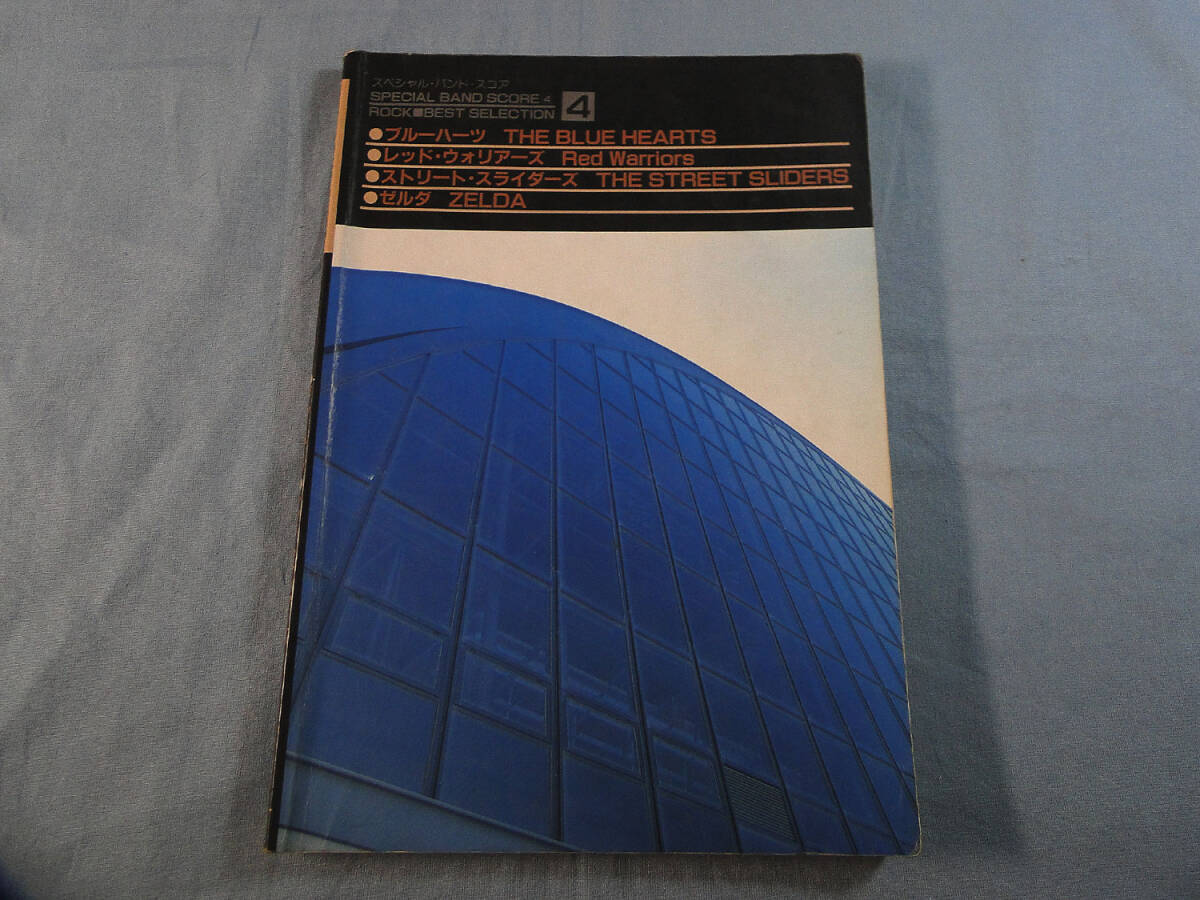 スペシャル・バンド・スコア
SPECIAL BAND SCORE 4
ROCK■BEST SELECTION 4
●ブルーハーツ THE BLUE HEARTS
●レッド・ウォリアーズ Red Warriors
●ストリート・スライダーズ THE STREET SLIDERS
●ゼルダ ZELDA